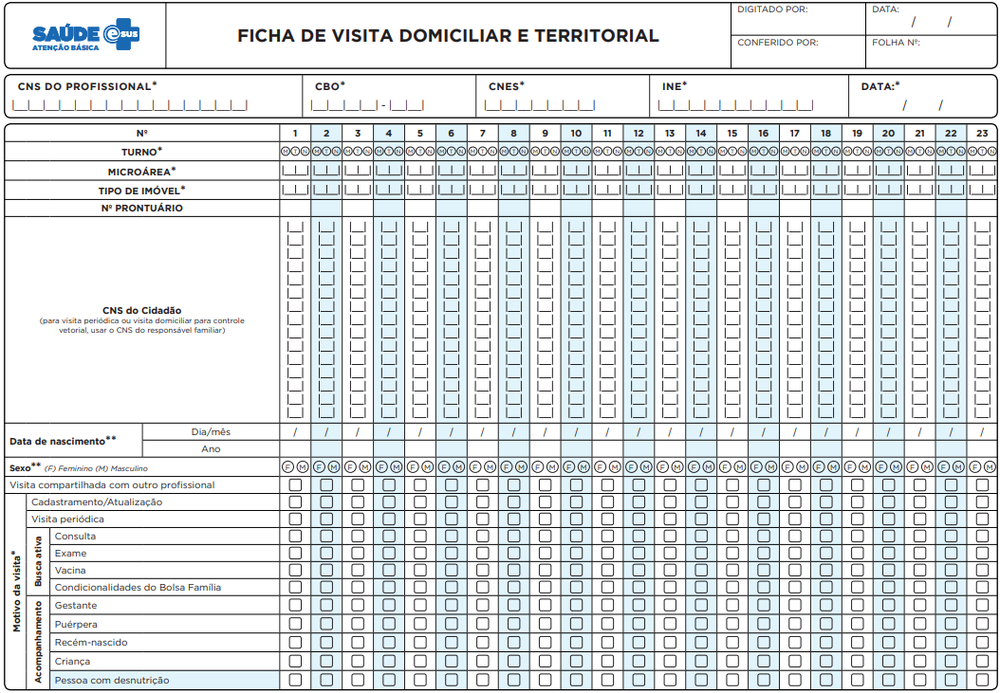 SAÚDE e-sus
ATENÇÃO BÁSICA
FICHA DE VISITA DOMICILIAR E TERRITORIAL
DIGITADO POR:
DATA:
/ /
CONFERIDO POR:
FOLHA Nº:
CNS DO PROFISSIONAL*
CBO*
-
CNES*
INE*
DATA:*
/ /
Nº 1 2 3 4 5 6 7 8 9 10 11 12 13 14 15 16 17 18 19 20 21 22 23
TURNO* M T N M T N M T N M T N M T N M T N M T N M T N M T N M T N M T N M T N M T N M T N M T N M T N M T N M T N M T N M T N M T N M T N M T N
MICROÁREA*
TIPO DE IMÓVEL*
Nº PRONTUÁRIO
CNS do Cidadão
(para visita periódica ou visita domiciliar para controle
vetorial, usar o CNS do responsável familiar)
Data de nascimento**
Dia/mês / / / / / / / / / / / / / / / / / / / / / / /
Ano
Sexo** (F) Feminino (M) Masculino F M F M F M F M F M F M F M F M F M F M F M F M F M F M F M F M F M F M F M F M F M F M F M
Visita compartilhada com outro profissional
Motivo da visita*
Cadastramento/Atualização
Visita periódica
Busca ativa
Consulta
Exame
Vacina
Condicionalidades do Bolsa Família
Acompanhamento
Gestante
Puérpera
Recém-nascido
Criança
Pessoa com desnutrição